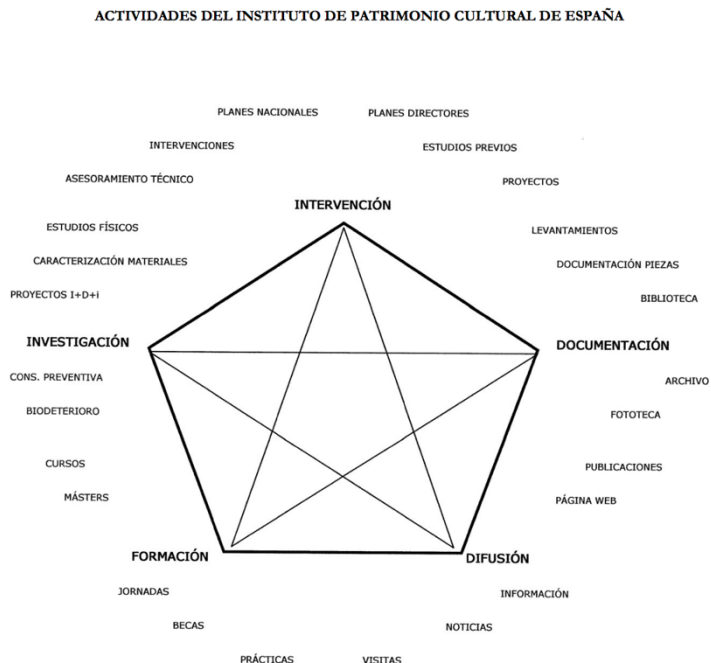 ACTIVIDADES DEL INSTITUTO DE PATRIMONIO CULTURAL DE ESPAÑA
PLANES NACIONALES
PLANES DIRECTORES
INTERVENCIONES
ESTUDIOS PREVIOS
ASESORAMIENTO TÉCNICO
PROYECTOS
INTERVENCIÓN
ESTUDIOS FÍSICOS
LEVANTAMIENTOS
CARACTERIZACIÓN MATERIALES
DOCUMENTACIÓN PIEZAS
PROYECTOS I+D+i
BIBLIOTECA
INVESTIGACIÓN
DOCUMENTACIÓN
CONS. PREVENTIVA
ARCHIVO
BIODETERIORO
FOTOTECA
CURSOS
PUBLICACIONES
MÁSTERS
PÁGINA WEB
FORMACIÓN
DIFUSIÓN
JORNADAS
INFORMACIÓN
BECAS
NOTICIAS
PRÁCTICAS
VISITAS